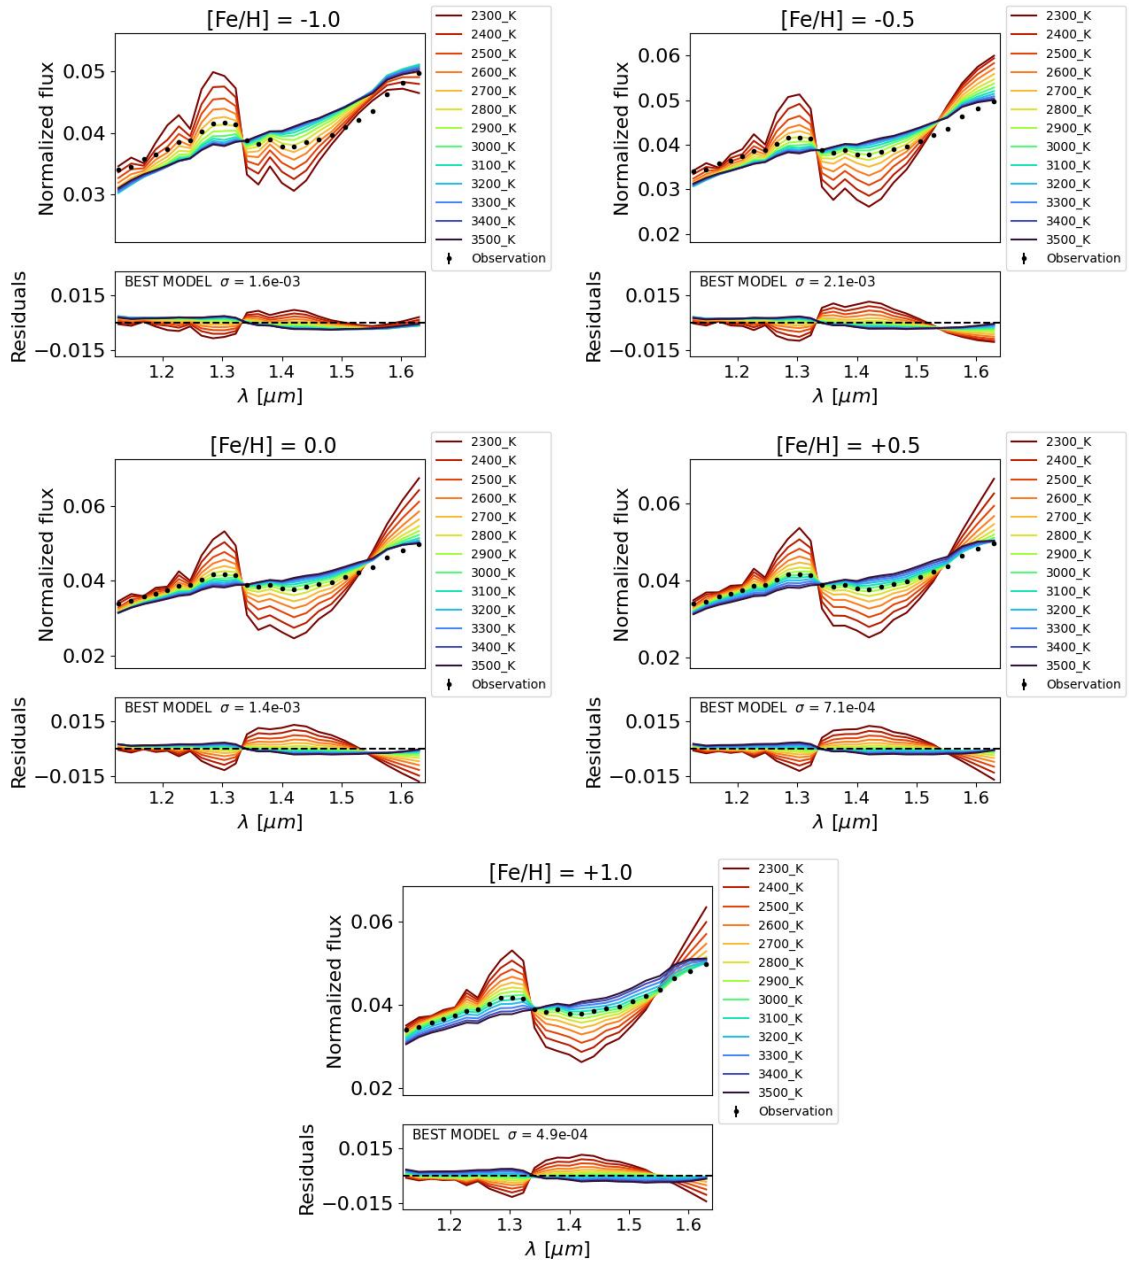 [Fe/H] = -1.0
0.05
0.04
0.03
Normalized flux
2300_K
2400_K
2500_K
2600_K
2700_K
2800_K
2900_K
3000_K
3100_K
3200_K
3300_K
3400_K
3500_K
Observation
BEST MODEL σ = 1.6e-03
0.015
−0.015
Residuals
1.2 1.3 1.4 1.5 1.6
λ [μm]
[Fe/H] = -0.5
0.06
0.05
0.04
0.03
0.02
Normalized flux
2300_K
2400_K
2500_K
2600_K
2700_K
2800_K
2900_K
3000_K
3100_K
3200_K
3300_K
3400_K
3500_K
Observation
BEST MODEL σ = 2.1e-03
0.015
−0.015
Residuals
1.2 1.3 1.4 1.5 1.6
λ [μm]
[Fe/H] = 0.0
0.06
0.04
0.02
Normalized flux
2300_K
2400_K
2500_K
2600_K
2700_K
2800_K
2900_K
3000_K
3100_K
3200_K
3300_K
3400_K
3500_K
Observation
BEST MODEL σ = 1.4e-03
0.015
−0.015
Residuals
1.2 1.3 1.4 1.5 1.6
λ [μm]
[Fe/H] = +0.5
0.06
0.04
0.02
Normalized flux
2300_K
2400_K
2500_K
2600_K
2700_K
2800_K
2900_K
3000_K
3100_K
3200_K
3300_K
3400_K
3500_K
Observation
BEST MODEL σ = 7.1e-04
0.015
−0.015
Residuals
1.2 1.3 1.4 1.5 1.6
λ [μm]
[Fe/H] = +1.0
0.06
0.04
0.02
Normalized flux
2300_K
2400_K
2500_K
2600_K
2700_K
2800_K
2900_K
3000_K
3100_K
3200_K
3300_K
3400_K
3500_K
Observation
BEST MODEL σ = 4.9e-04
0.015
−0.015
Residuals
1.2 1.3 1.4 1.5 1.6
λ [μm]